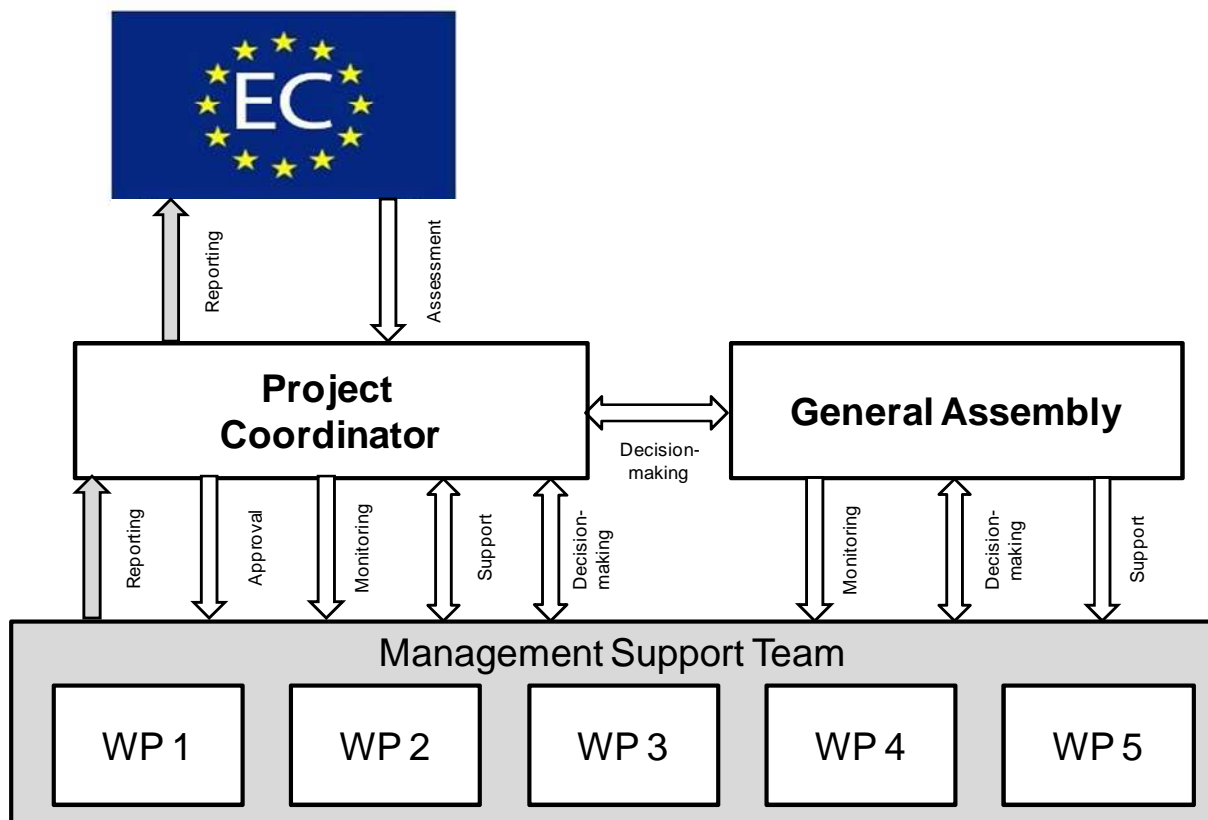 EC
Reporting
Assessment
Project
Coordinator
Decision-
making
General Assembly
Reporting
Approval
Monitoring
Support
Decision-
making
Monitoring
Decision-
making
Support
Management Support Team
WP 1
WP 2
WP 3
WP 4
WP 5